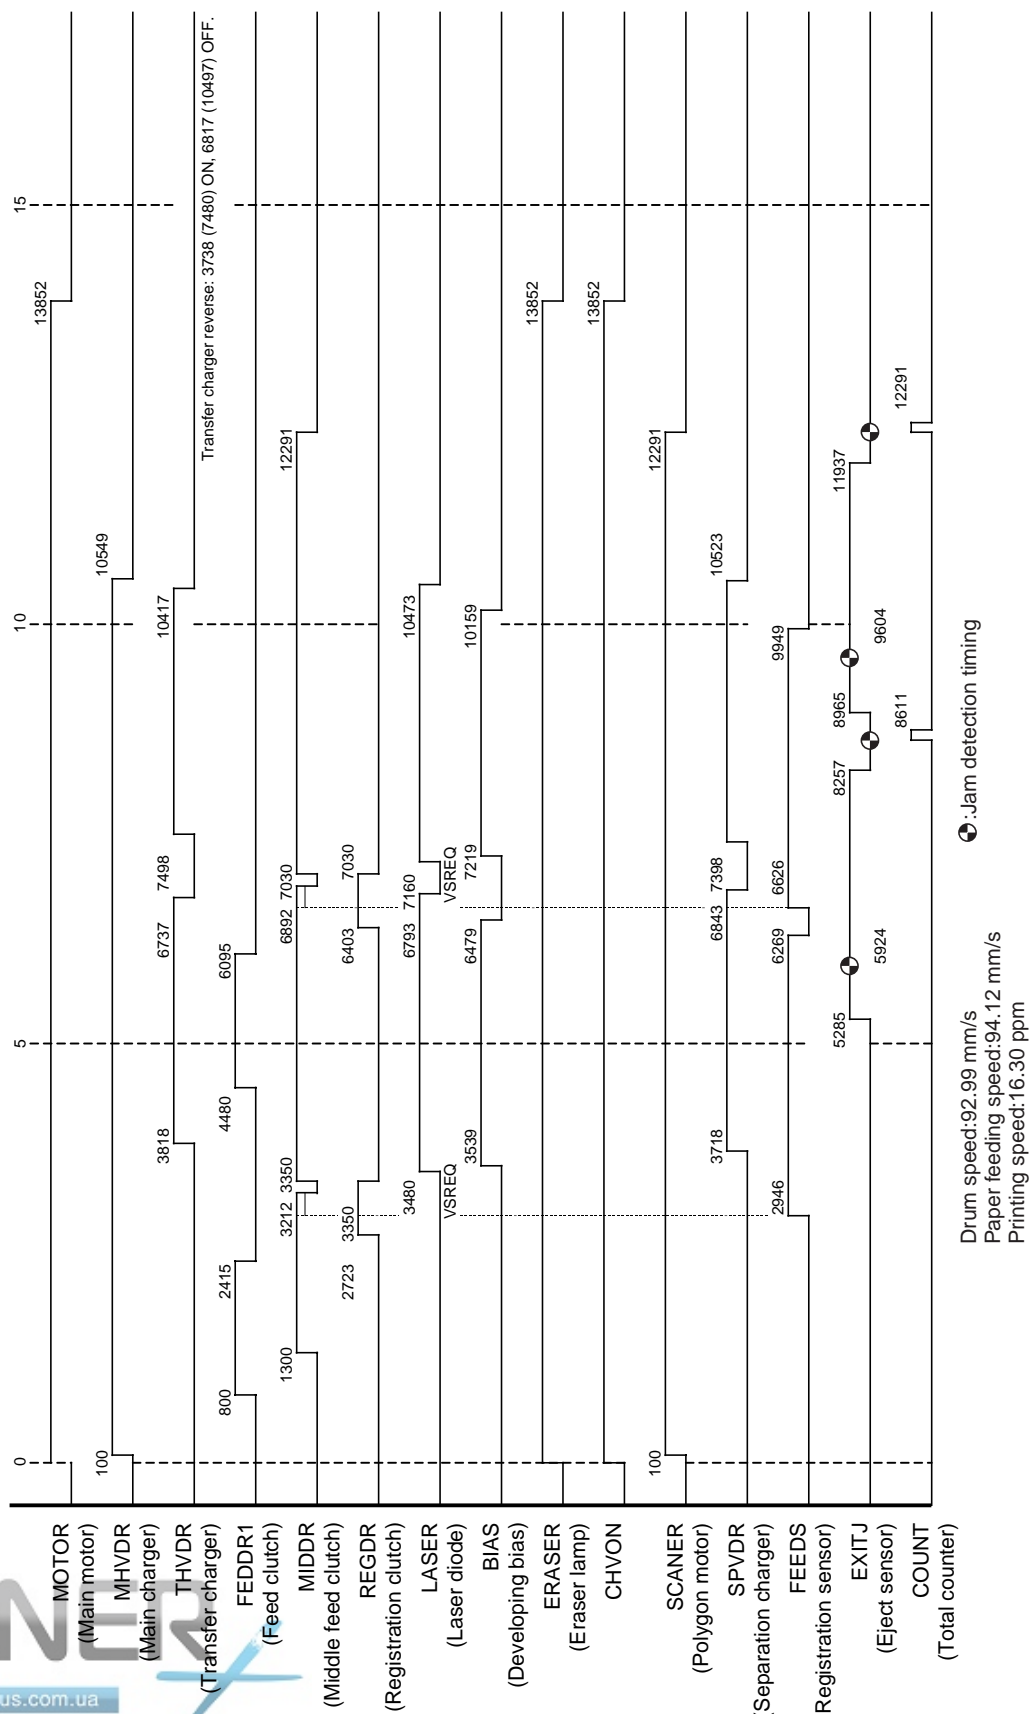 0 5 10 15
MOTOR
(Main motor)
13852
MHVDR
(Main charger)
100 10549
THVDR
(Transfer charger)
3818 6737 7498 10417
Transfer charger reverse: 3738 (7480) ON, 6817 (10497) OFF.
FEDDR1
(Feed clutch)
800 2415 4480 6095
MIDDR
(Middle feed clutch)
1300 3212 3350 6892 7030 12291
REGDR
(Registration clutch)
2723 3350 6403 7030
LASER
(Laser diode)
3480 6793 7160 10473
VSREQ VSREQ
BIAS
(Developing bias)
3539 6479 7219 10159
ERASER
(Eraser lamp)
13852
CHVON
13852
SCANER
(Polygon motor)
100 12291
SPVDR
(Separation charger)
3718 6843 7398 10523
FEEDS
Registration sensor)
2946 6269 6626 9949
EXITJ
(Eject sensor)
5285 8257 8965 11937
5924 9604
COUNT
(Total counter)
8611 12291
Drum speed:92.99 mm/s
Paper feeding speed:94.12 mm/s
Printing speed:16.30 ppm
:Jam detection timing
NER
us.com.ua